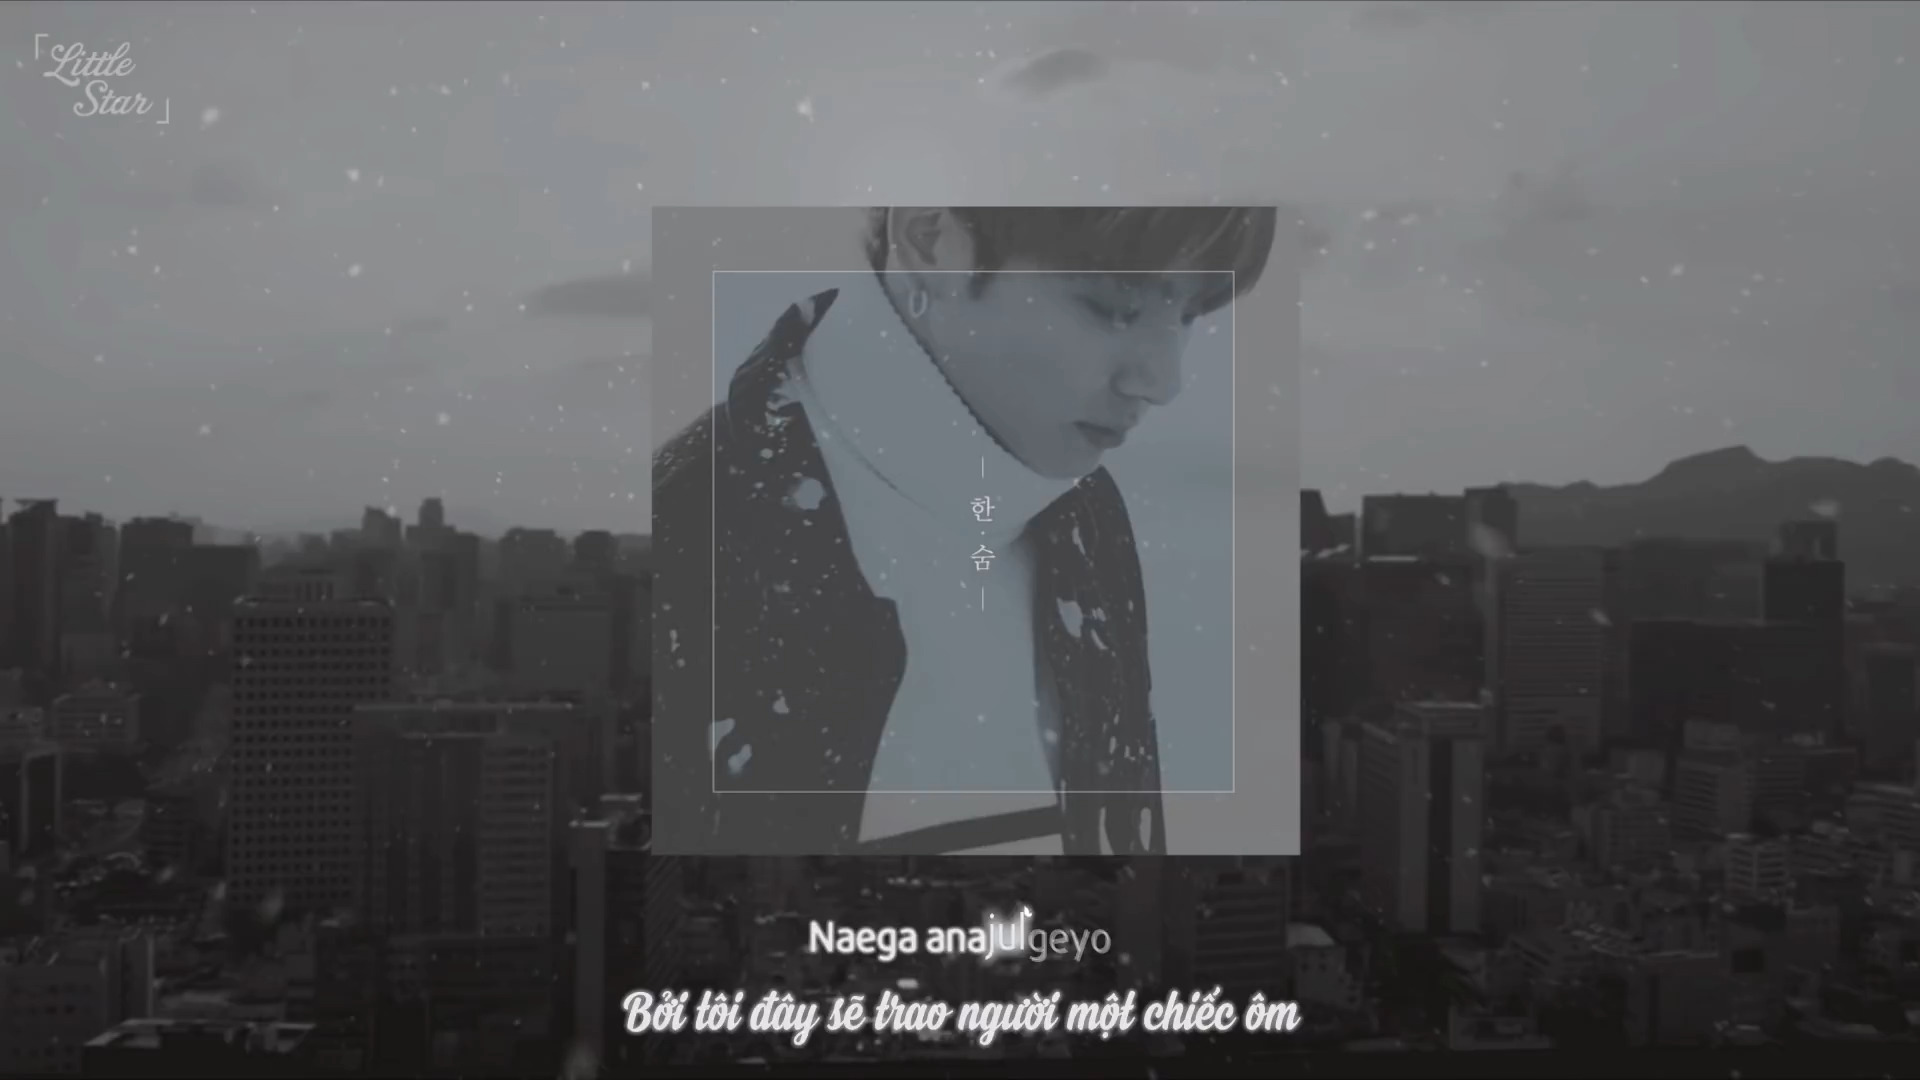 「Little
Star」
한
숨
Naega anajulgeyo
Bởi tôi đây sẽ trao người một chiếc ôm